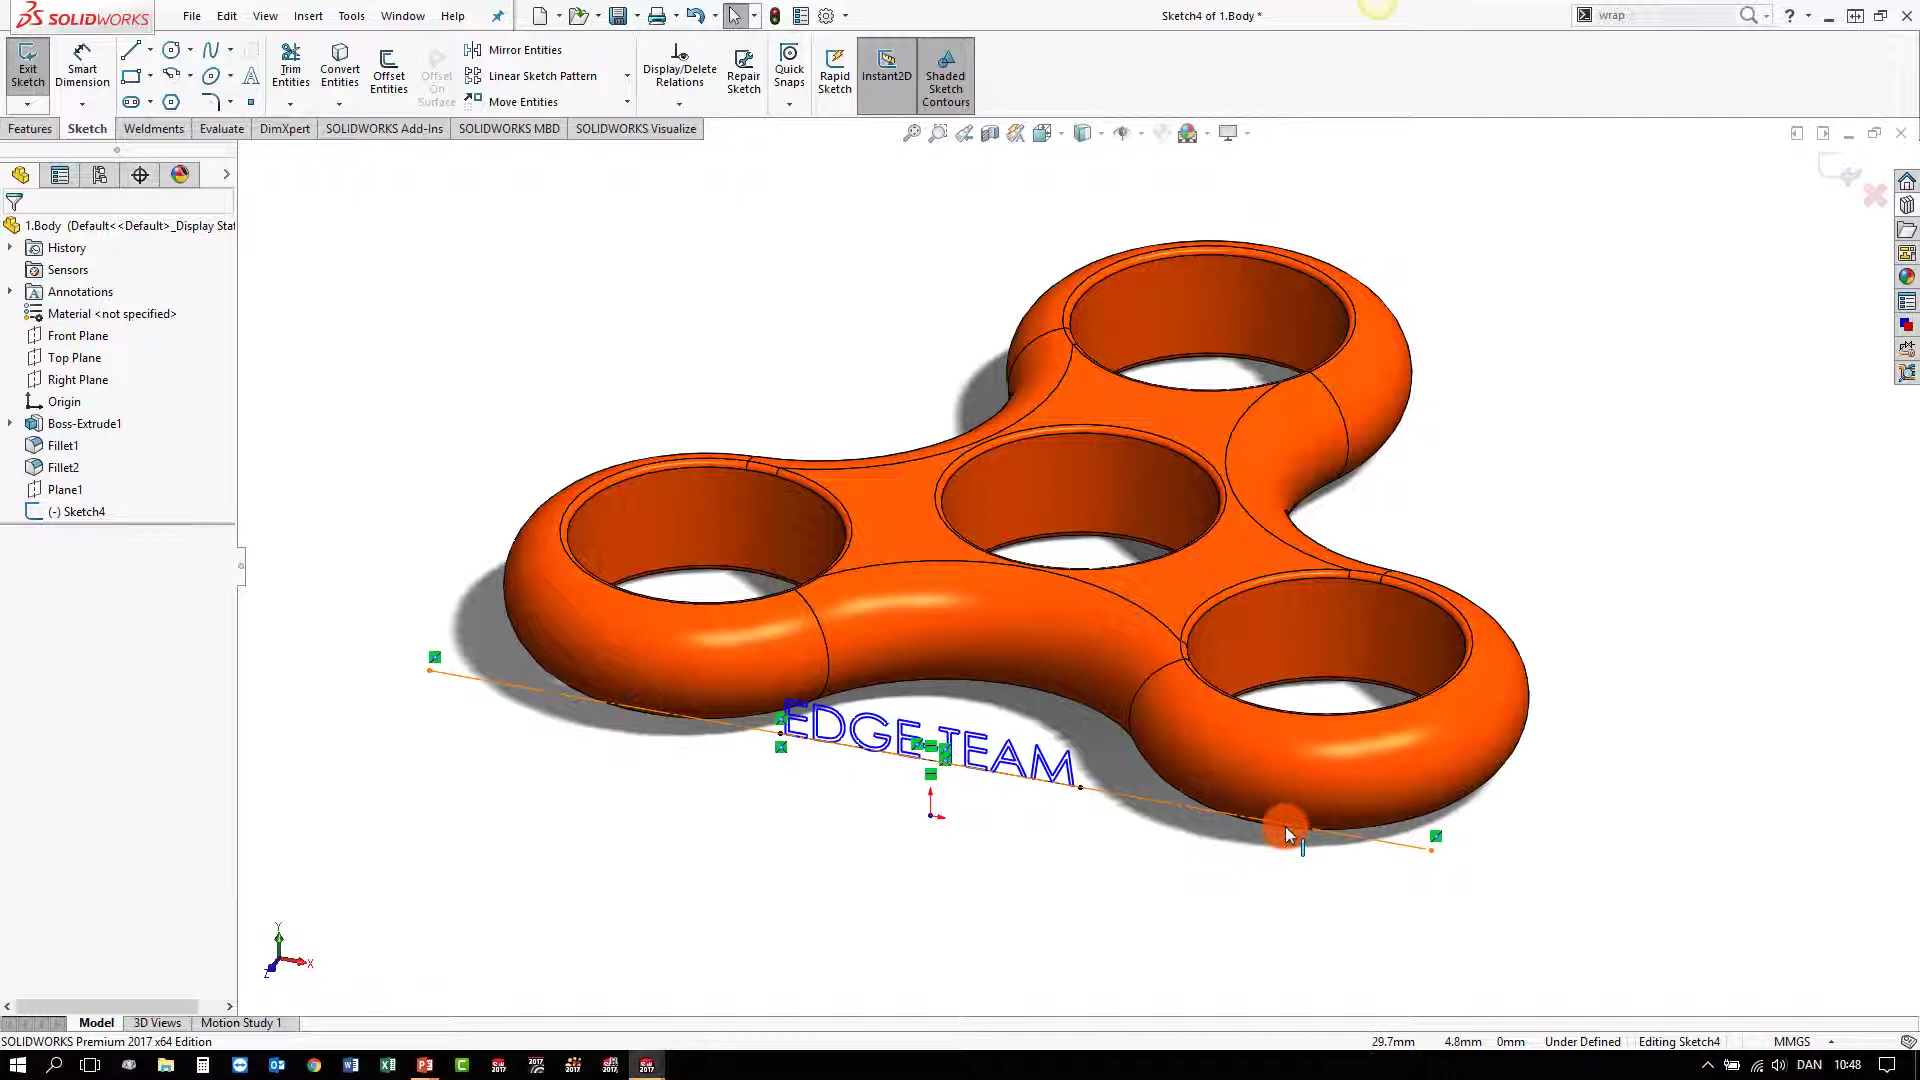 SOLIDWORKS
File Edit View Insert Tools Window Help
Sketch4 of 1.Body *
wrap
Exit Sketch
Smart Dimension
Trim Entities
Convert Entities
Offset Entities
Offset On Surface
Mirror Entities
Linear Sketch Pattern
Move Entities
Display/Delete Relations
Repair Sketch
Quick Snaps
Rapid Sketch
Instant2D
Shaded Sketch Contours
Features Sketch Weldments Evaluate DimXpert SOLIDWORKS Add-Ins SOLIDWORKS MBD SOLIDWORKS Visualize
1.Body (Default<<Default>_Display Stat
History
Sensors
Annotations
Material <not specified>
Front Plane
Top Plane
Right Plane
Origin
Boss-Extrude1
Fillet1
Fillet2
Plane1
(-) Sketch4
EDGE-TEAM
Y
X
Z
Model 3D Views Motion Study 1
SOLIDWORKS Premium 2017 x64 Edition
29.7mm 4.8mm 0mm Under Defined Editing Sketch4 MMGS
DAN 10:48